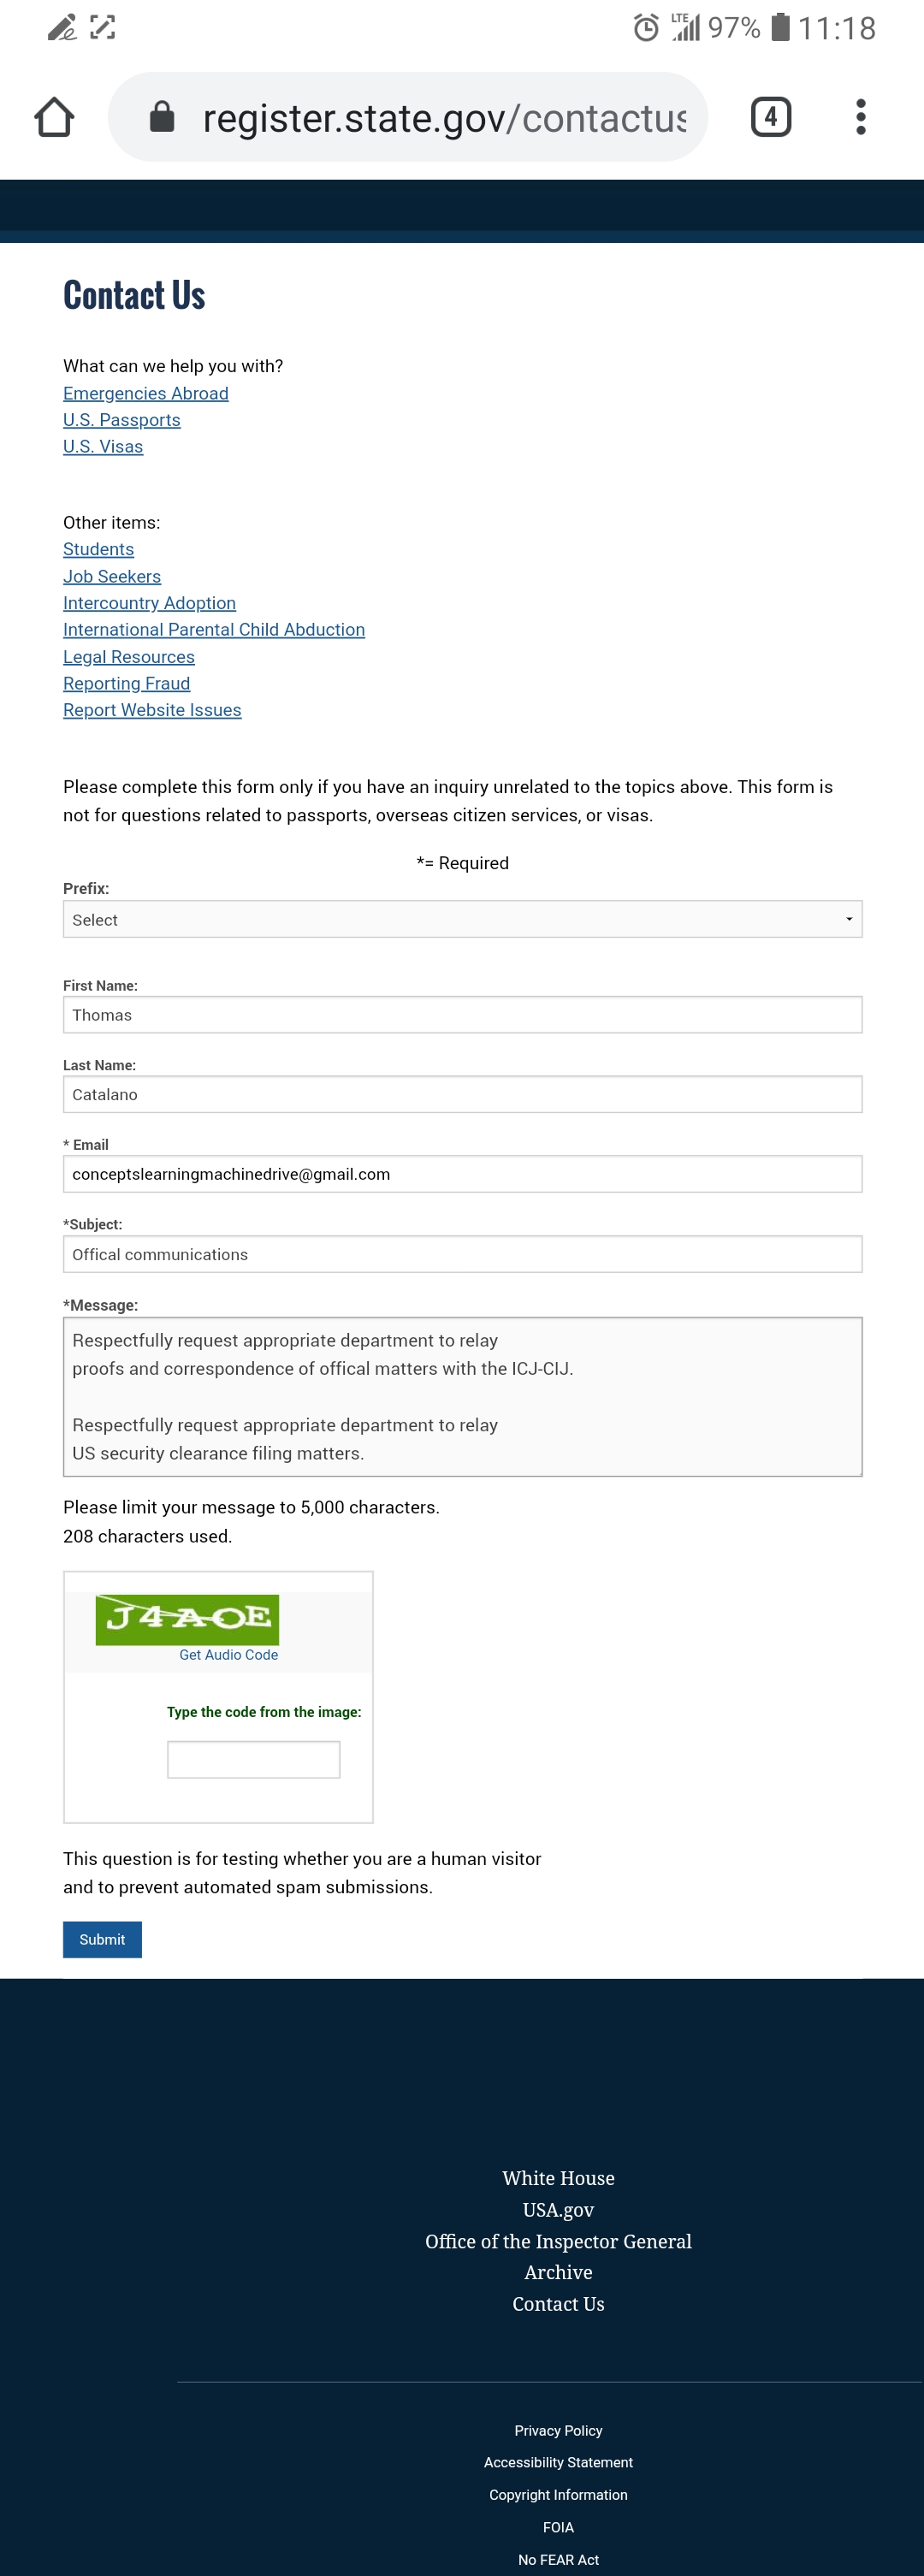 LTE 97% 11:18
register.state.gov/contactus
4
Contact Us
What can we help you with?
Emergencies Abroad
U.S. Passports
U.S. Visas
Other items:
Students
Job Seekers
Intercountry Adoption
International Parental Child Abduction
Legal Resources
Reporting Fraud
Report Website Issues
Please complete this form only if you have an inquiry unrelated to the topics above. This form is
not for questions related to passports, overseas citizen services, or visas.
*= Required
Prefix:
Select
First Name:
Thomas
Last Name:
Catalano
* Email
conceptslearningmachinedrive@gmail.com
*Subject:
Offical communications
*Message:
Respectfully request appropriate department to relay
proofs and correspondence of offical matters with the ICJ-CIJ.
Respectfully request appropriate department to relay
US security clearance filing matters.
Please limit your message to 5,000 characters.
208 characters used.
J4AOE
Get Audio Code
Type the code from the image:
This question is for testing whether you are a human visitor
and to prevent automated spam submissions.
Submit
White House
USA.gov
Office of the Inspector General
Archive
Contact Us
Privacy Policy
Accessibility Statement
Copyright Information
FOIA
No FEAR Act